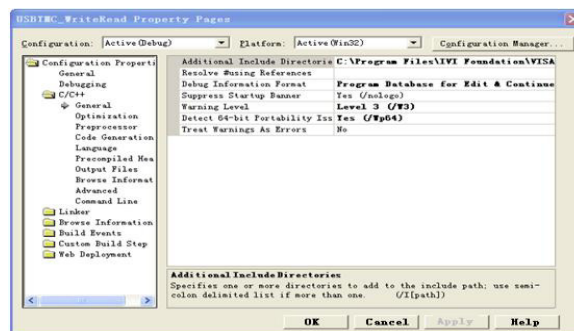 USBTMC_WriteRead Property Pages
Configuration: Active(Debug) Platform: Active(Win32) Configuration Manager...
Configuration Properti
General
Debugging
C/C++
General
Optimization
Preprocessor
Code Generation
Language
Precompiled Hea
Output Files
Browse Informat
Advanced
Command Line
Linker
Browse Information
Build Events
Custom Build Step
Web Deployment
Additional Include Directorie C:\Program Files\IVI Foundation\VISA
Resolve #using References
Debug Information Format Program Database for Edit & Continue
Suppress Startup Banner Yes (/nologo)
Warning Level Level 3 (/W3)
Detect 64-bit Portability Iss Yes (/Wp64)
Treat Warnings As Errors No
Additional Include Directories
Specifies one or more directories to add to the include path; use semi-
colon delimited list if more than one. (/I[path])
OK Cancel Apply Help